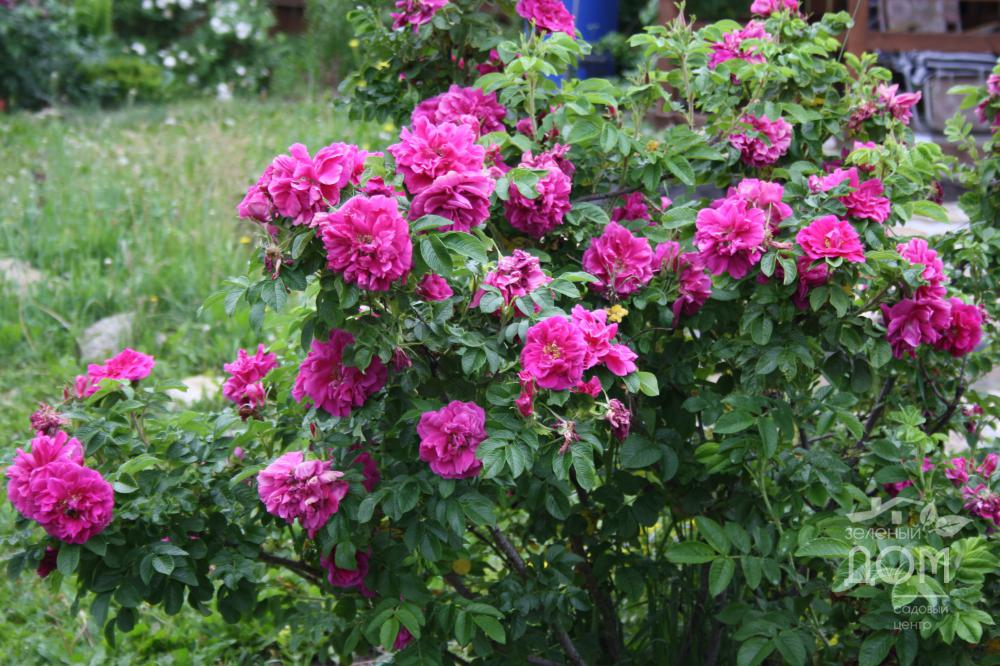 зеленый
ДОМ
садовый
центр